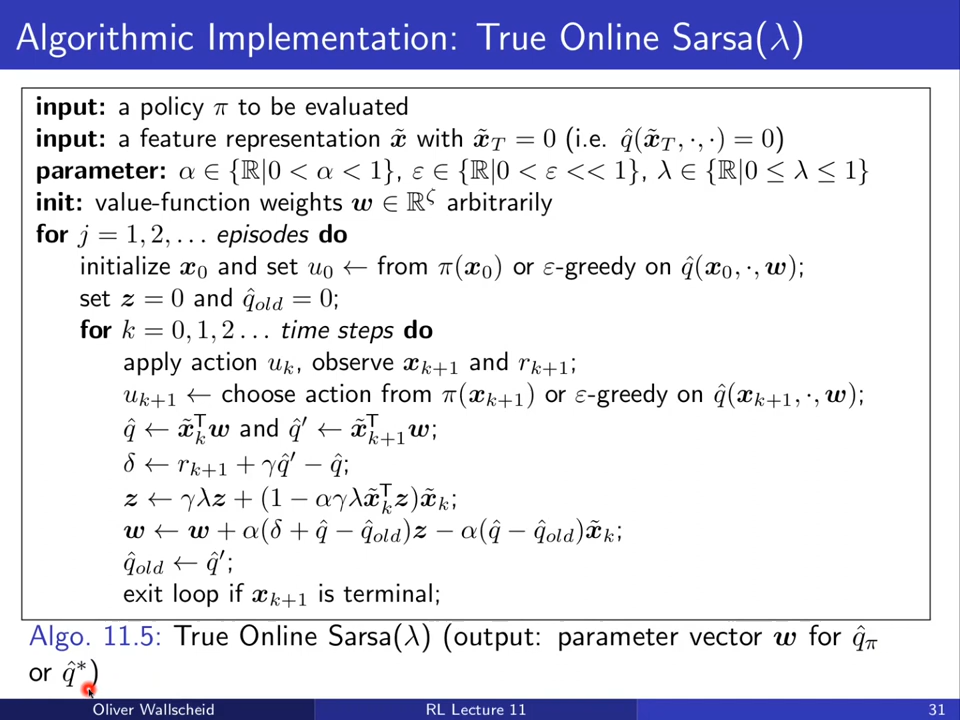 Algorithmic Implementation: True Online Sarsa(λ)
input: a policy π to be evaluated
input: a feature representation x̃ with x̃_T = 0 (i.e. q̂(x̃_T, ·, ·) = 0)
parameter: α ∈ {ℝ|0 < α < 1}, ε ∈ {ℝ|0 < ε << 1}, λ ∈ {ℝ|0 ≤ λ ≤ 1}
init: value-function weights w ∈ ℝ^ζ arbitrarily
for j = 1, 2, . . . episodes do
initialize x_0 and set u_0 ← from π(x_0) or ε-greedy on q̂(x_0, ·, w);
set z = 0 and q̂_old = 0;
for k = 0, 1, 2 . . . time steps do
apply action u_k, observe x_{k+1} and r_{k+1};
u_{k+1} ← choose action from π(x_{k+1}) or ε-greedy on q̂(x_{k+1}, ·, w);
q̂ ← x̃_k^T w and q̂′ ← x̃_{k+1}^T w;
δ ← r_{k+1} + γq̂′ − q̂;
z ← γλz + (1 − αγλx̃_k^T z)x̃_k;
w ← w + α(δ + q̂ − q̂_old)z − α(q̂ − q̂_old)x̃_k;
q̂_old ← q̂′;
exit loop if x_{k+1} is terminal;
Algo. 11.5: True Online Sarsa(λ) (output: parameter vector w for q̂_π
or q̂*)
Oliver Wallscheid RL Lecture 11 31